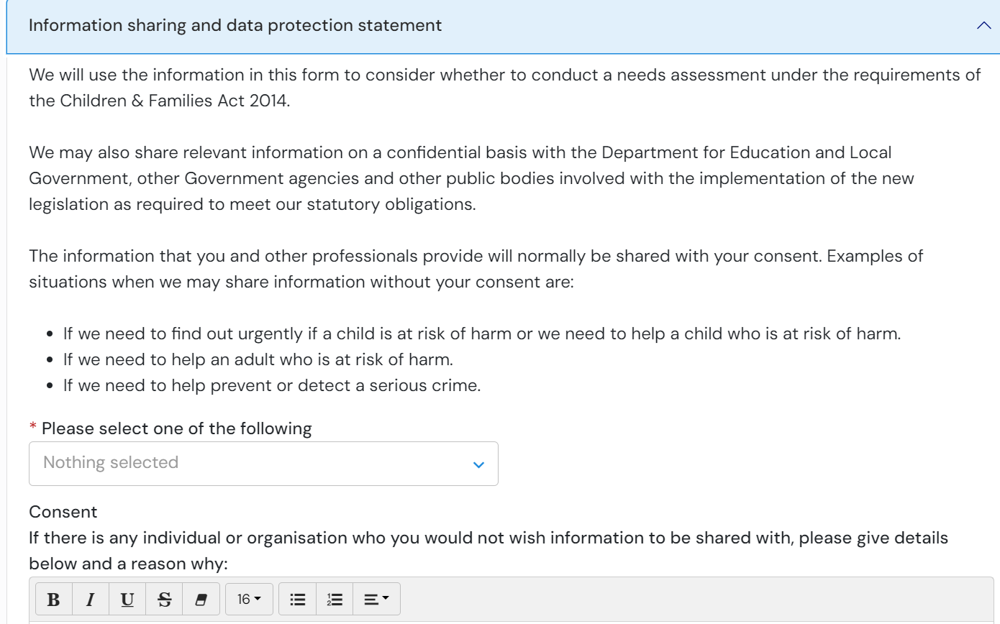 Information sharing and data protection statement
We will use the information in this form to consider whether to conduct a needs assessment under the requirements of
the Children & Families Act 2014.
We may also share relevant information on a confidential basis with the Department for Education and Local
Government, other Government agencies and other public bodies involved with the implementation of the new
legislation as required to meet our statutory obligations.
The information that you and other professionals provide will normally be shared with your consent. Examples of
situations when we may share information without your consent are:
• If we need to find out urgently if a child is at risk of harm or we need to help a child who is at risk of harm.
• If we need to help an adult who is at risk of harm.
• If we need to help prevent or detect a serious crime.
* Please select one of the following
Nothing selected
Consent
If there is any individual or organisation who you would not wish information to be shared with, please give details
below and a reason why:
B I U S 16